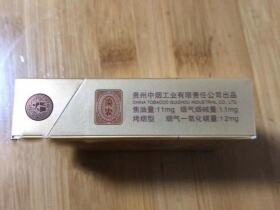 贵州中烟工业有限责任公司出品
CHINA TOBACCO GUIZHOU INDUSTRIAL CO., LTD.
焦油量:11mg 烟气烟碱量:1.1mg
烤烟型 烟气一氧化碳量:12mg